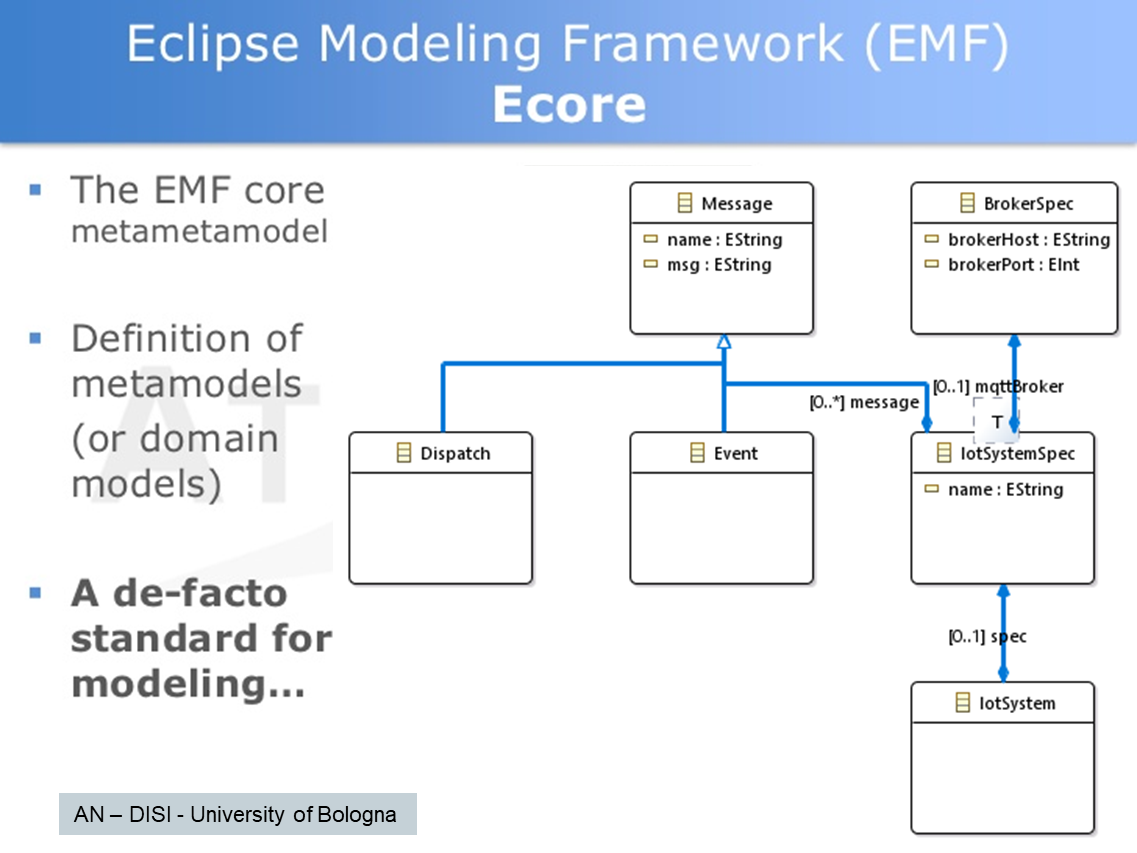 Eclipse Modeling Framework (EMF)
Ecore
The EMF core
metametamodel
Definition of
metamodels
(or domain
models)
A de-facto
standard for
modeling...
AT
Message
name : EString
msg : EString
BrokerSpec
brokerHost : EString
brokerPort : EInt
[0..1] mqttBroker
[0..*] message
T
Dispatch
Event
IotSystemSpec
name : EString
[0..1] spec
IotSystem
AN – DISI - University of Bologna